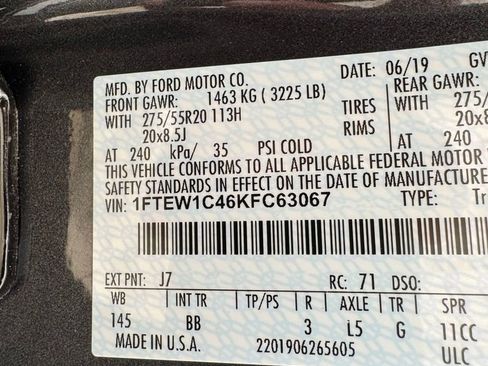 MFD. BY FORD MOTOR CO. DATE: 06/19 GV
FRONT GAWR: 1463 KG ( 3225 LB) REAR GAWR:
WITH 275/55R20 113H TIRES 275/
20x8.5J RIMS 20x8.
AT 240 kPa/ 35 PSI COLD AT 240
THIS VEHICLE CONFORMS TO ALL APPLICABLE FEDERAL MOTOR
SAFETY STANDARDS IN EFFECT ON THE DATE OF MANUFACTURE
VIN: 1FTEW1C46KFC63067 TYPE: Tr
EXT PNT: J7 RC: 71 DSO:
WB INT TR TP/PS R AXLE TR SPR
145 BB 3 L5 G 11CC
MADE IN U.S.A. 2201906265605 ULC